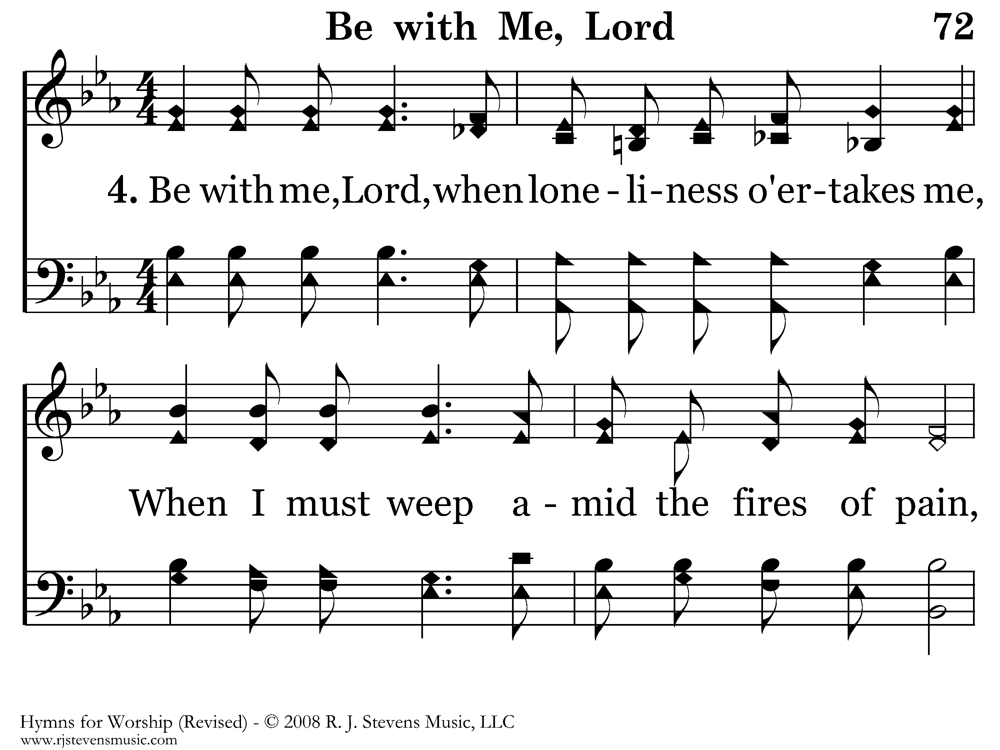 Be with Me, Lord 72
4. Be with me, Lord, when lone - li - ness o'er - takes me,
When I must weep a - mid the fires of pain,
Hymns for Worship (Revised) - © 2008 R. J. Stevens Music, LLC
www.rjstevensmusic.com